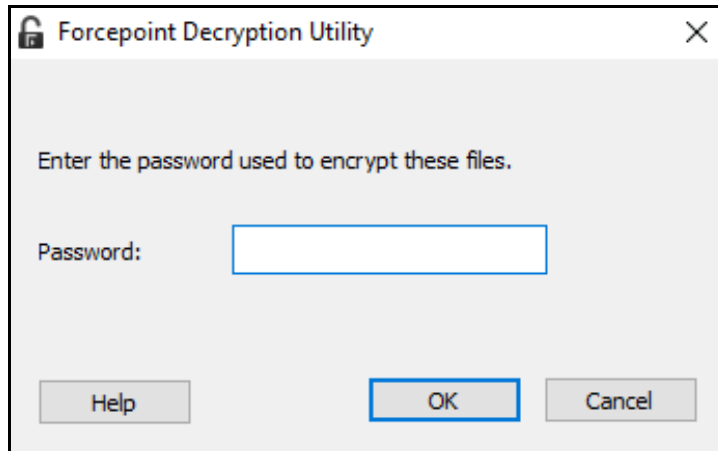 Forcepoint Decryption Utility
Enter the password used to encrypt these files.
Password:
Help OK Cancel